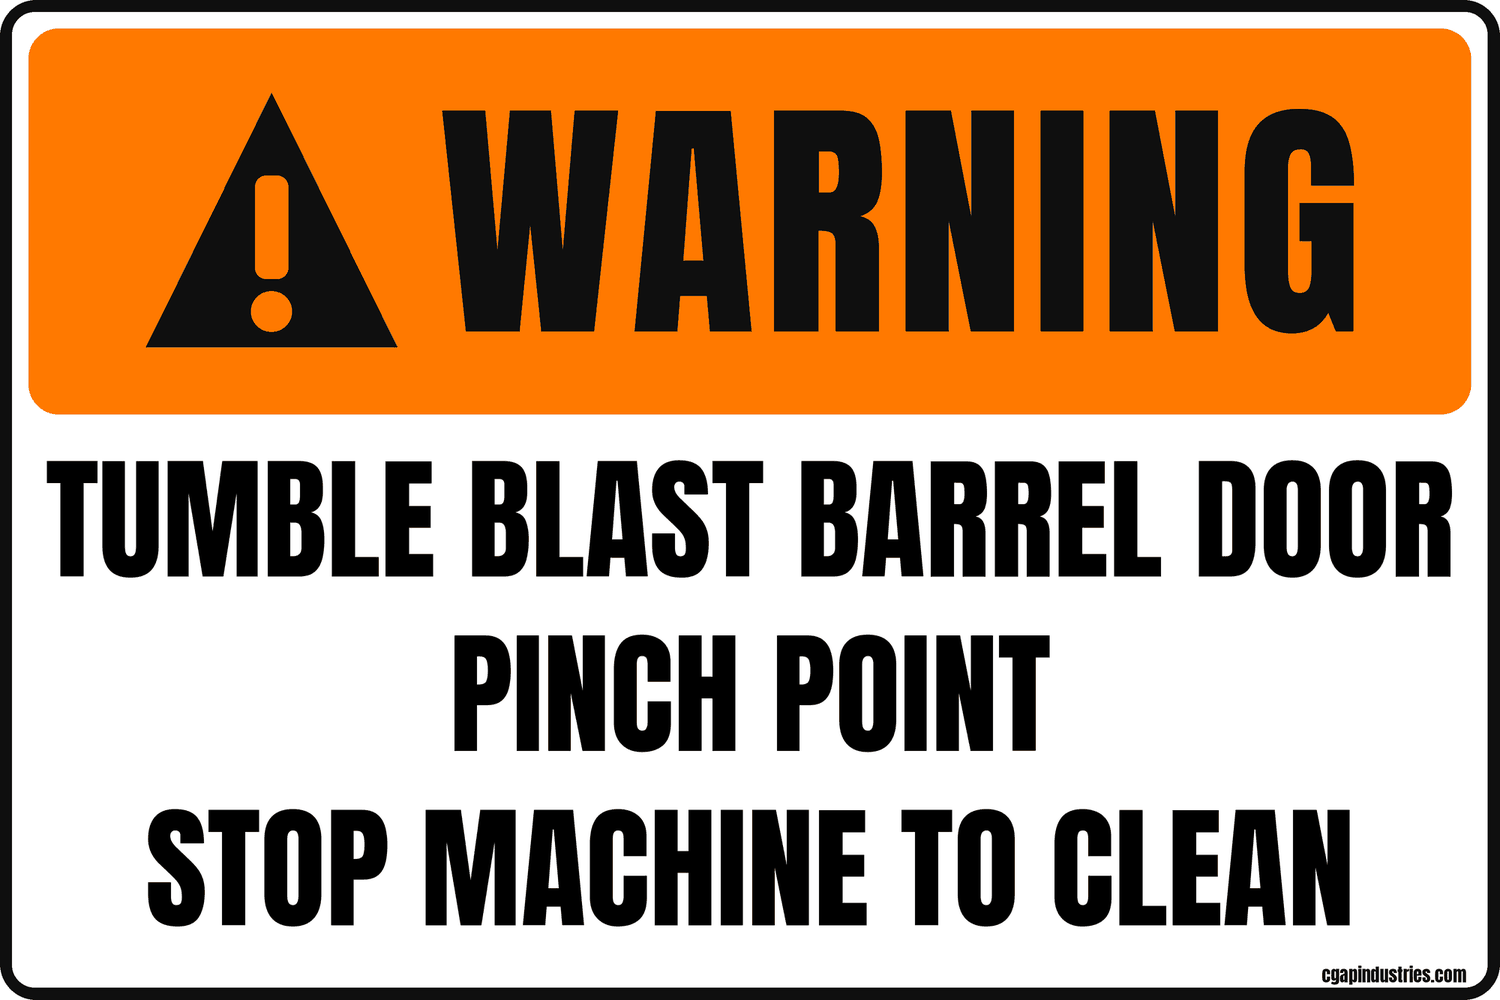 WARNING
TUMBLE BLAST BARREL DOOR
PINCH POINT
STOP MACHINE TO CLEAN
cgapindustries.com